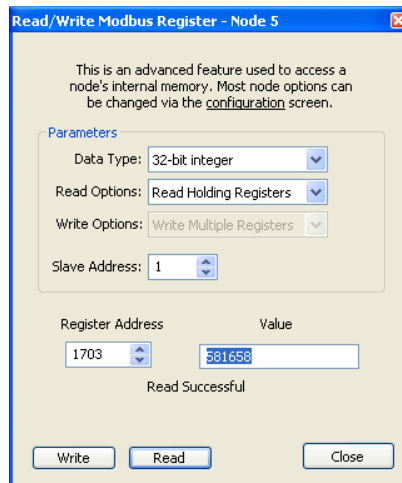 Read/Write Modbus Register - Node 5
This is an advanced feature used to access a
node's internal memory. Most node options can
be changed via the configuration screen.
Parameters
Data Type: 32-bit integer
Read Options: Read Holding Registers
Write Options: Write Multiple Registers
Slave Address: 1
Register Address Value
1703 581658
Read Successful
Write Read Close